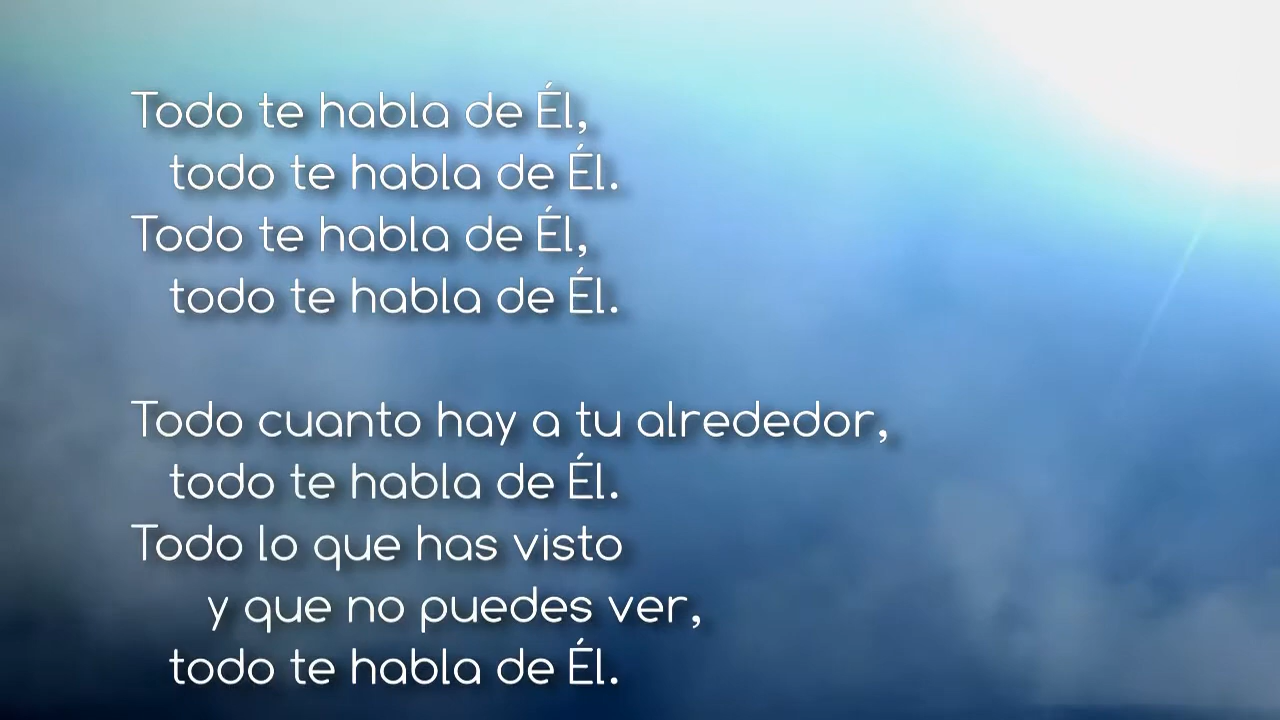 Todo te habla de Él,
todo te habla de Él.
Todo te habla de Él,
todo te habla de Él.
Todo cuanto hay a tu alrededor,
todo te habla de Él.
Todo lo que has visto
y que no puedes ver,
todo te habla de Él.